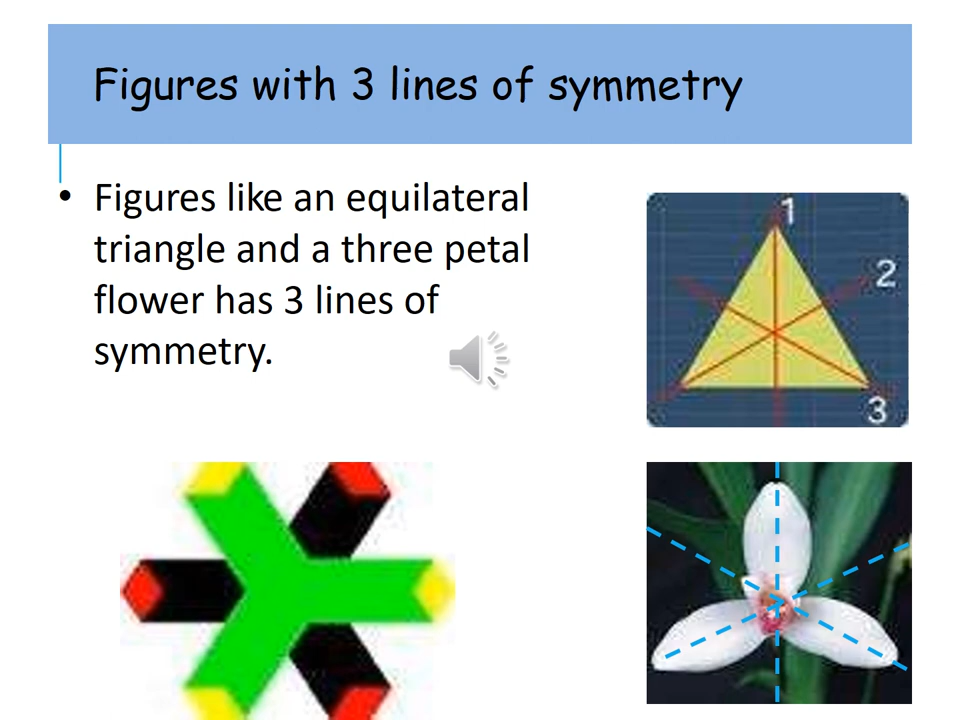 Figures with 3 lines of symmetry
• Figures like an equilateral
triangle and a three petal
flower has 3 lines of
symmetry.
1
2
3